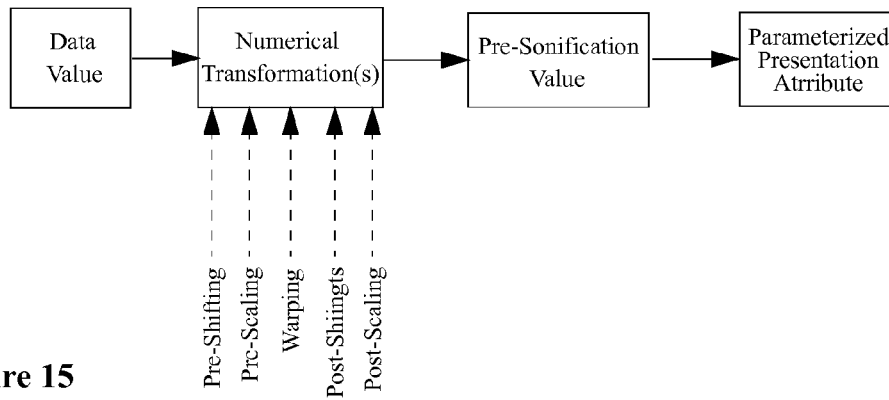 Data
Value
Numerical
Transformation(s)
Pre-Sonification
Value
Parameterized
Presentation
Atrribute
Pre-Shifting
Pre-Scaling
Warping
Post-Shiingts
Post-Scaling
re 15